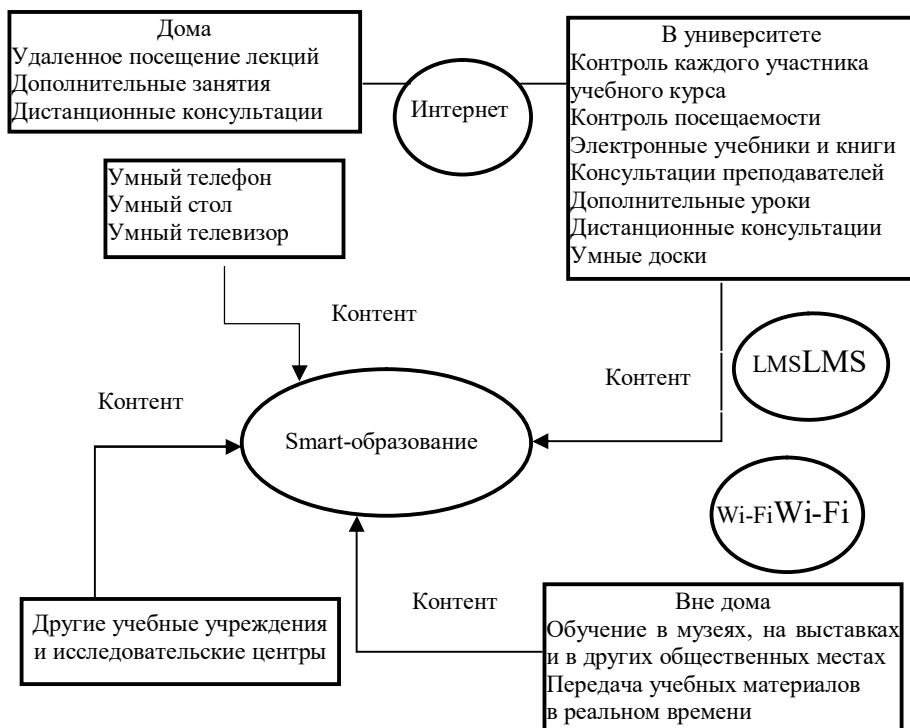 Дома
Удаленное посещение лекций
Дополнительные занятия
Дистанционные консультации
Интернет
В университете
Контроль каждого участника
учебного курса
Контроль посещаемости
Электронные учебники и книги
Консультации преподавателей
Дополнительные уроки
Дистанционные консультации
Умные доски
Умный телефон
Умный стол
Умный телевизор
Контент
LMSLMS
Контент
Контент
Smart-образование
Wi-FiWi-Fi
Контент
Другие учебные учреждения
и исследовательские центры
Вне дома
Обучение в музеях, на выставках
и в других общественных местах
Передача учебных материалов
в реальном времени